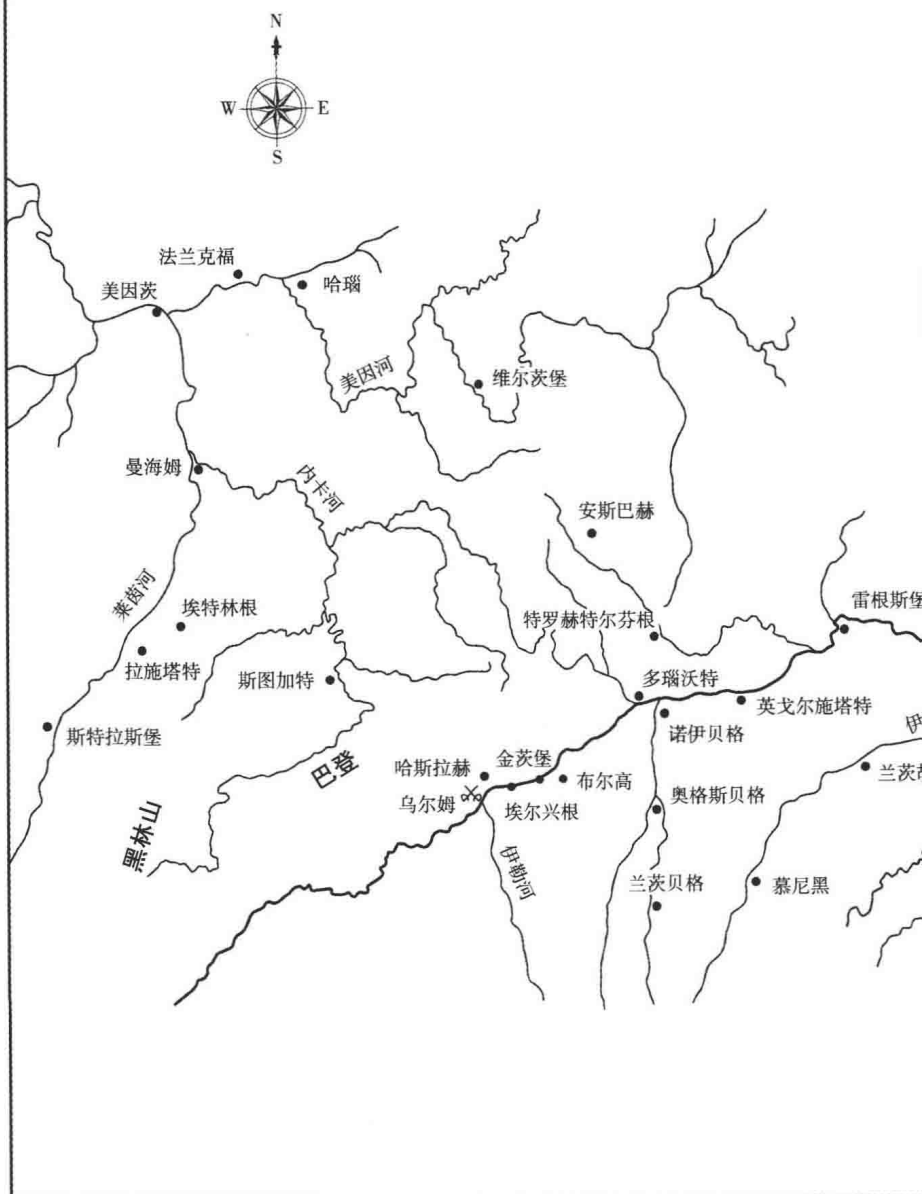 N
W
E
S
法兰克福
美因茨
哈瑙
美因河
维尔茨堡
曼海姆
内卡河
安斯巴赫
莱茵河
埃特林根
特罗赫特尔芬根
雷根斯堡
拉施塔特
斯图加特
多瑙沃特
英戈尔施塔特
斯特拉斯堡
诺伊贝格
伊
巴登
哈斯拉赫
金茨堡
布尔高
兰茨
乌尔姆
埃尔兴根
奥格斯贝格
黑林山
伊勒河
兰茨贝格
慕尼黑